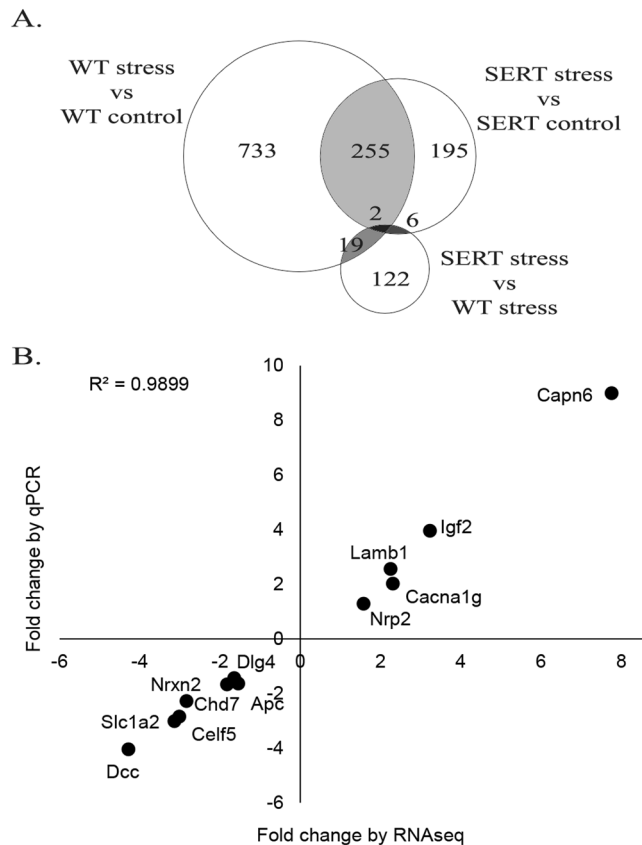 A.
WT stress
vs
WT control
SERT stress
vs
SERT control
733
255
195
2
6
19
122
SERT stress
vs
WT stress
B.
R² = 0.9899
10
8
6
4
2
0
-2
-4
-6
-6
-4
-2
0
2
4
6
8
Capn6
Igf2
Lamb1
Cacna1g
Nrp2
Dlg4
Nrxn2
Chd7
Apc
Slc1a2
Celf5
Dcc
Fold change by qPCR
Fold change by RNAseq